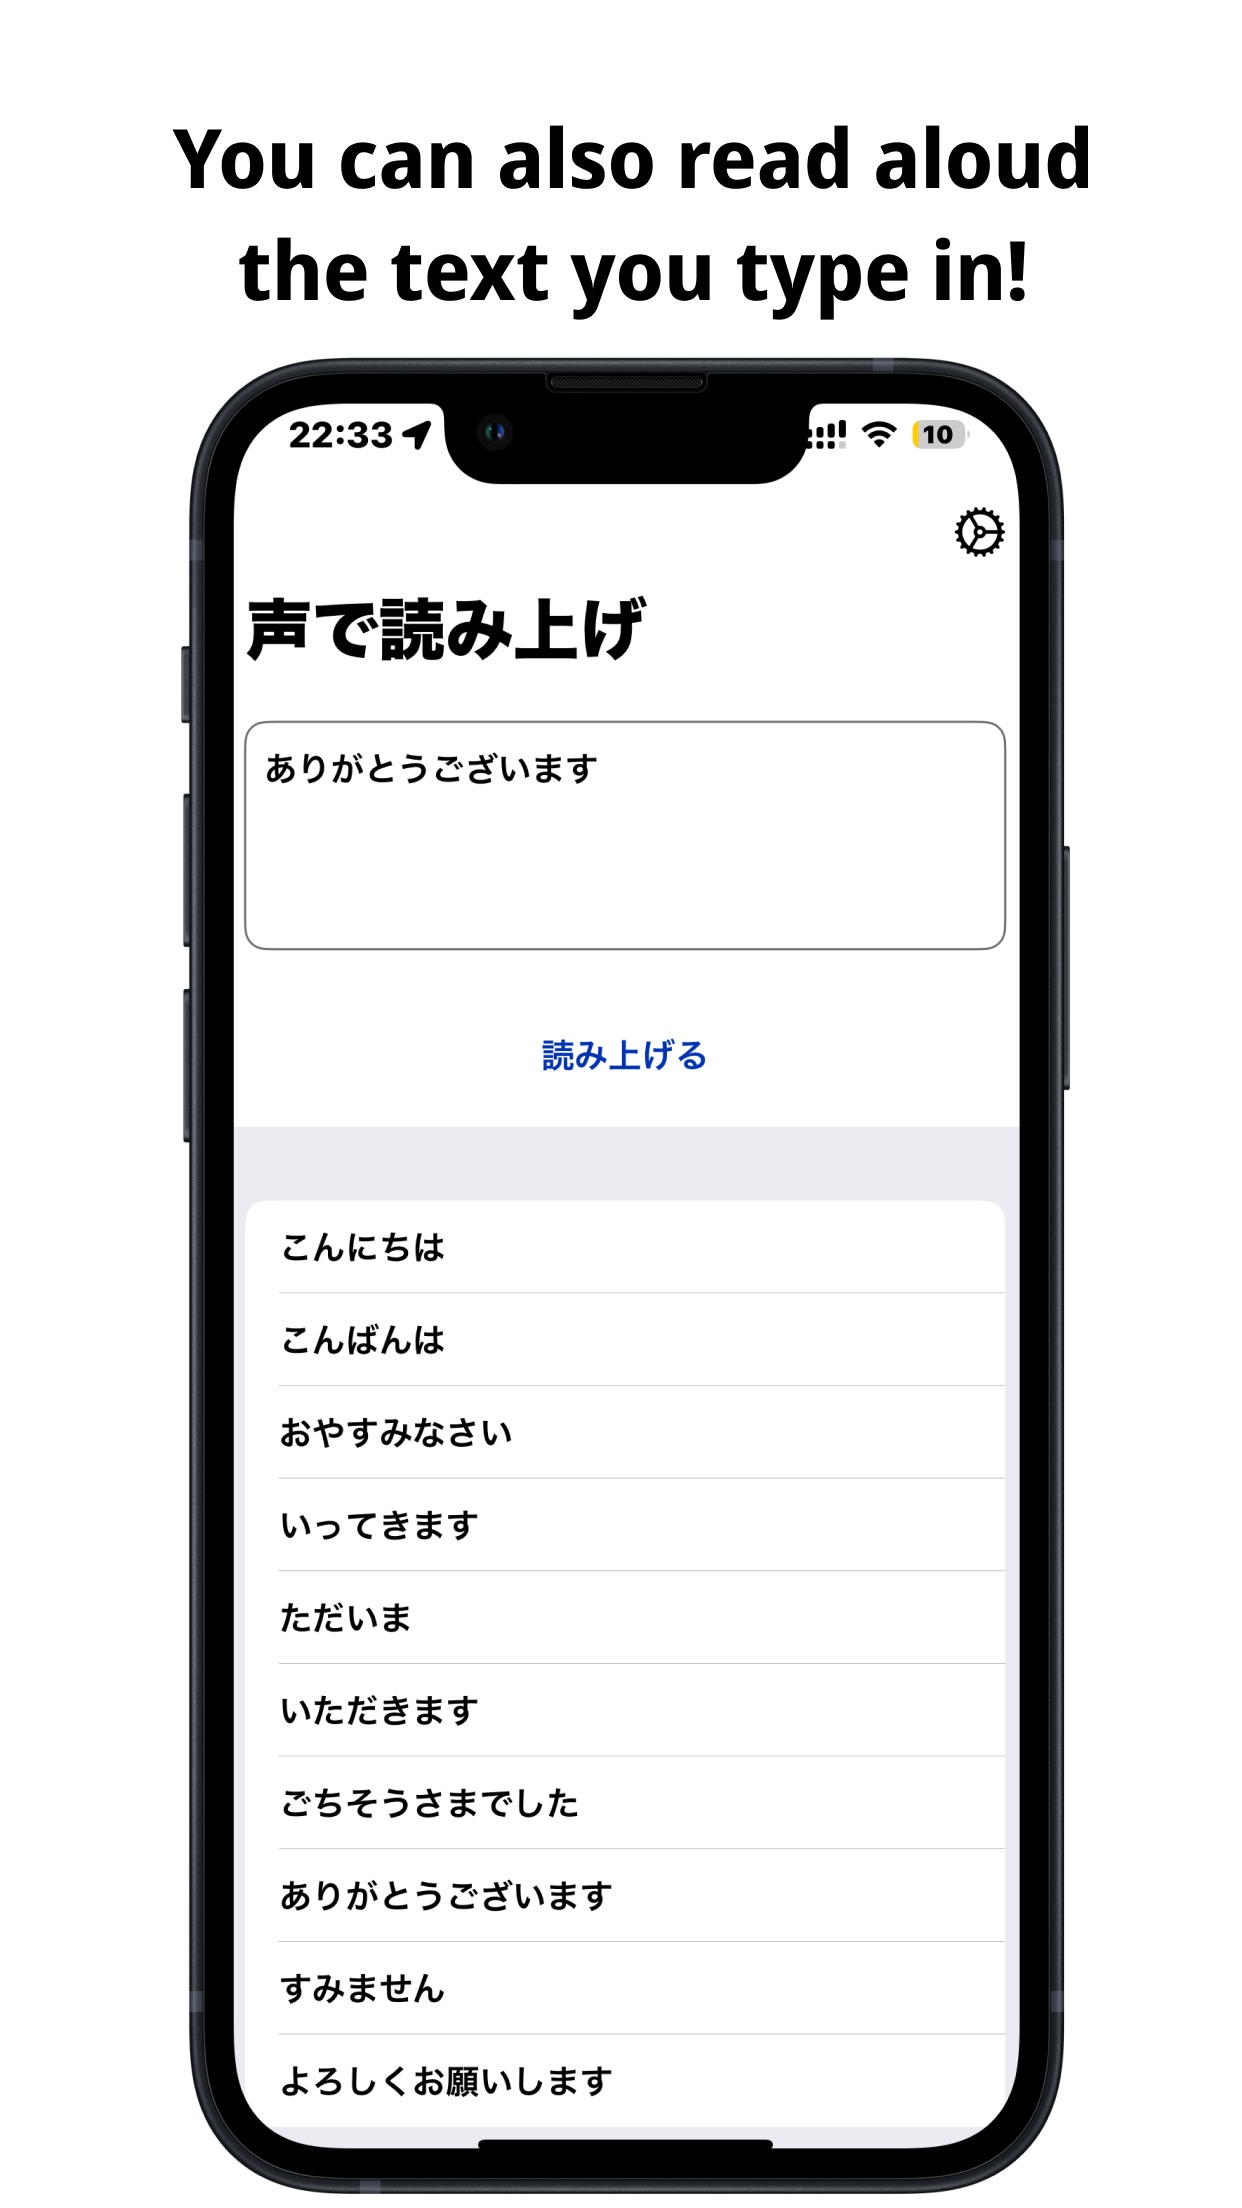 You can also read aloud
the text you type in!
22:33
10
声で読み上げ
ありがとうございます
読み上げる
こんにちは
こんばんは
おやすみなさい
いってきます
ただいま
いただきます
ごちそうさまでした
ありがとうございます
すみません
よろしくお願いします